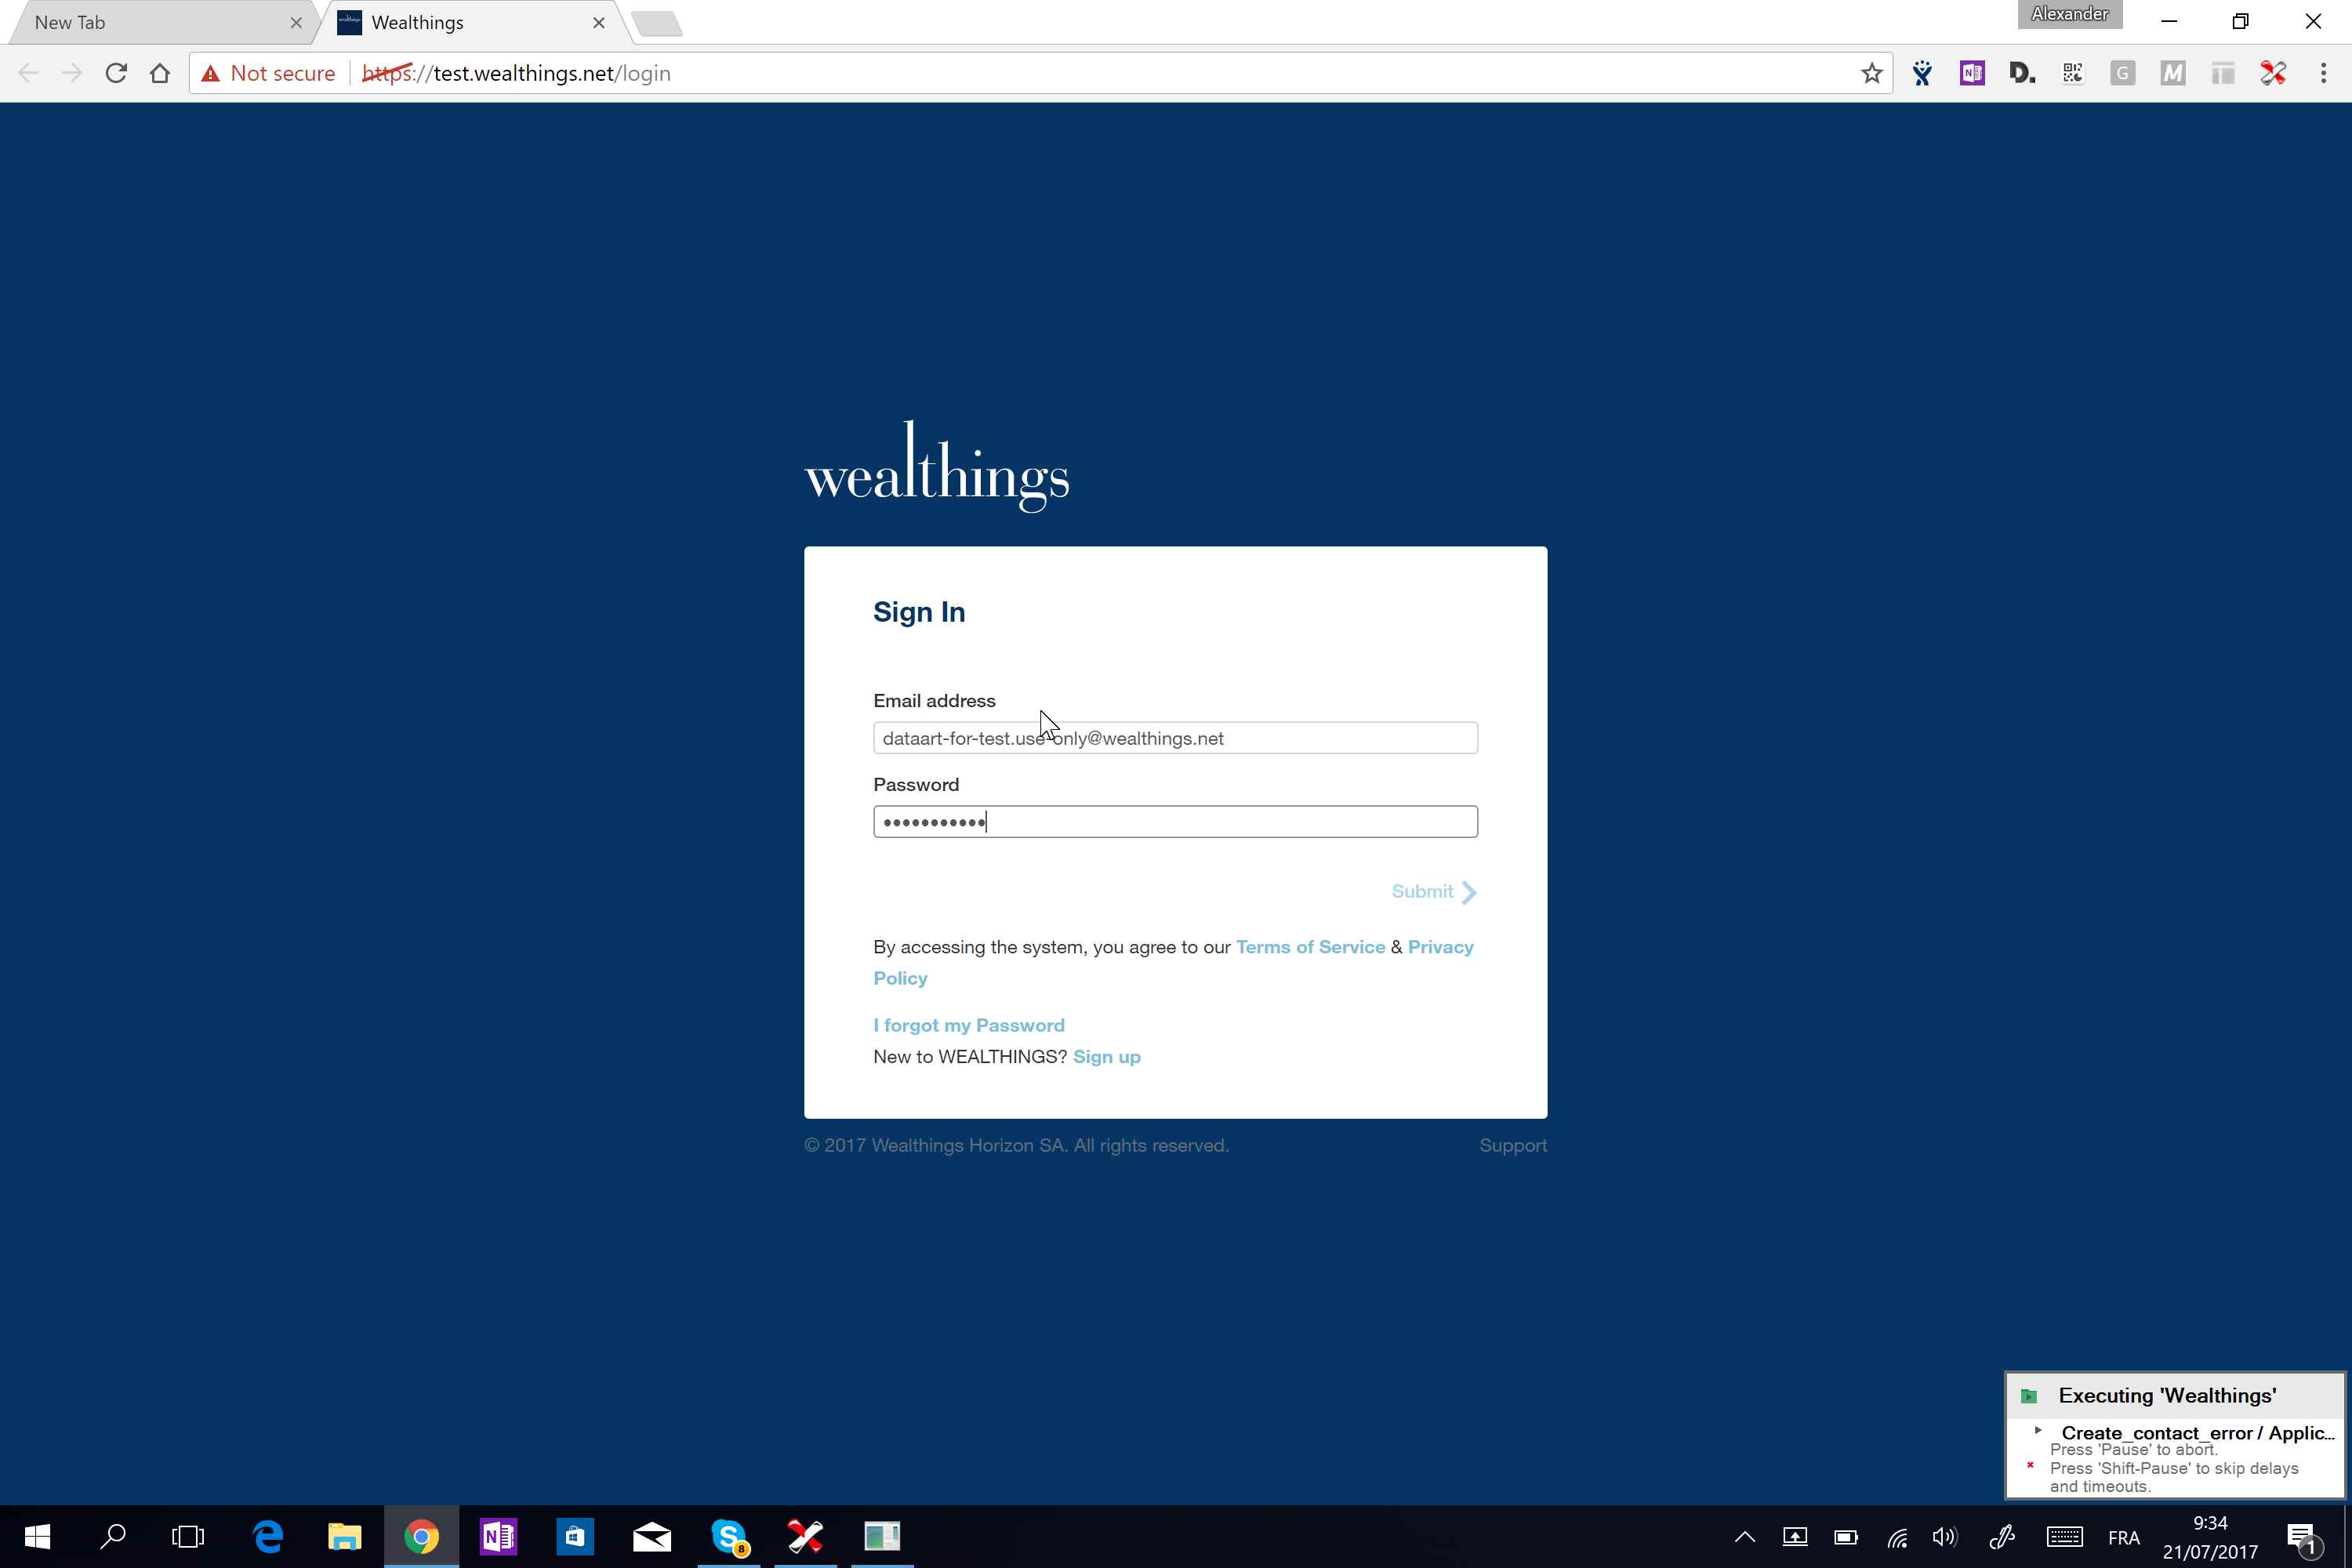 New Tab
Wealthings
Alexander
Not secure
https://test.wealthings.net/login
wealthings
Sign In
Email address
dataart-for-test.use-only@wealthings.net
Password
Submit
By accessing the system, you agree to our Terms of Service & Privacy
Policy
I forgot my Password
New to WEALTHINGS? Sign up
© 2017 Wealthings Horizon SA. All rights reserved.
Support
Executing 'Wealthings'
Create_contact_error / Applic...
Press 'Pause' to abort.
Press 'Shift-Pause' to skip delays
and timeouts.
8
FRA
9:34
21/07/2017
1